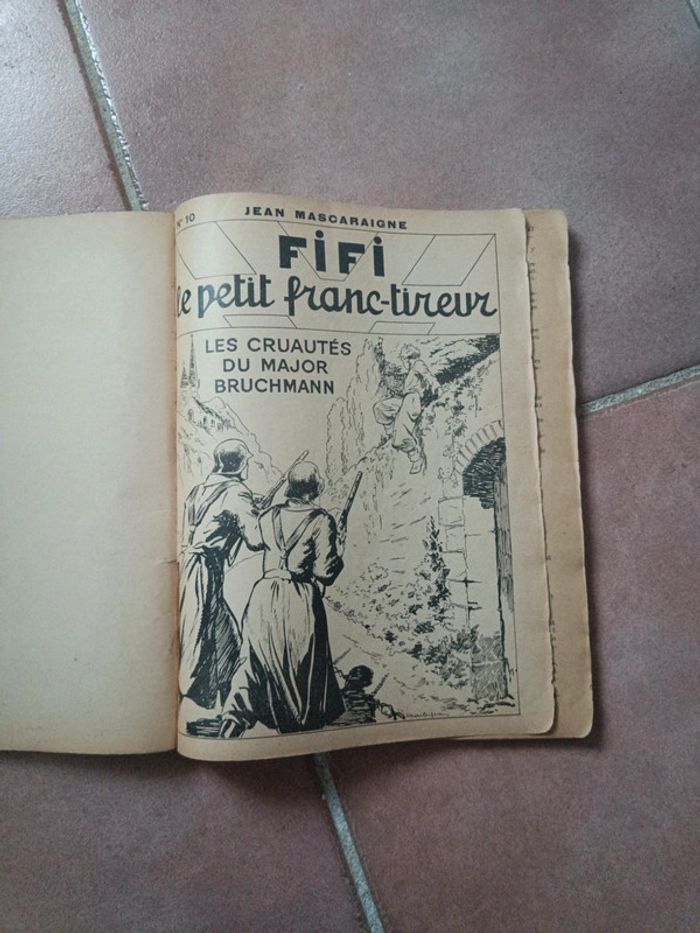 N° 10
JEAN MASCARAIGNE
FiFi
le petit franc-tireur
LES CRUAUTÉS
DU MAJOR
BRUCHMANN